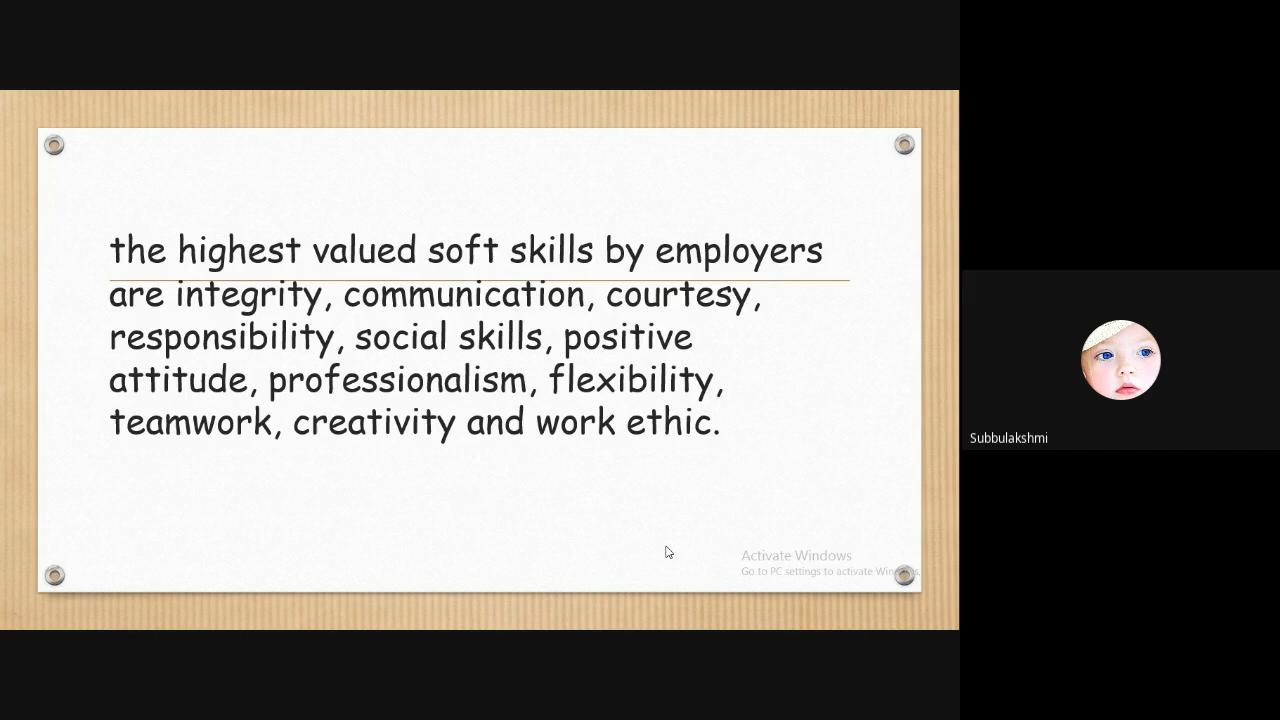 the highest valued soft skills by employers
are integrity, communication, courtesy,
responsibility, social skills, positive
attitude, professionalism, flexibility,
teamwork, creativity and work ethic.
Activate Windows
Go to PC settings to activate Windows.
Subbulakshmi